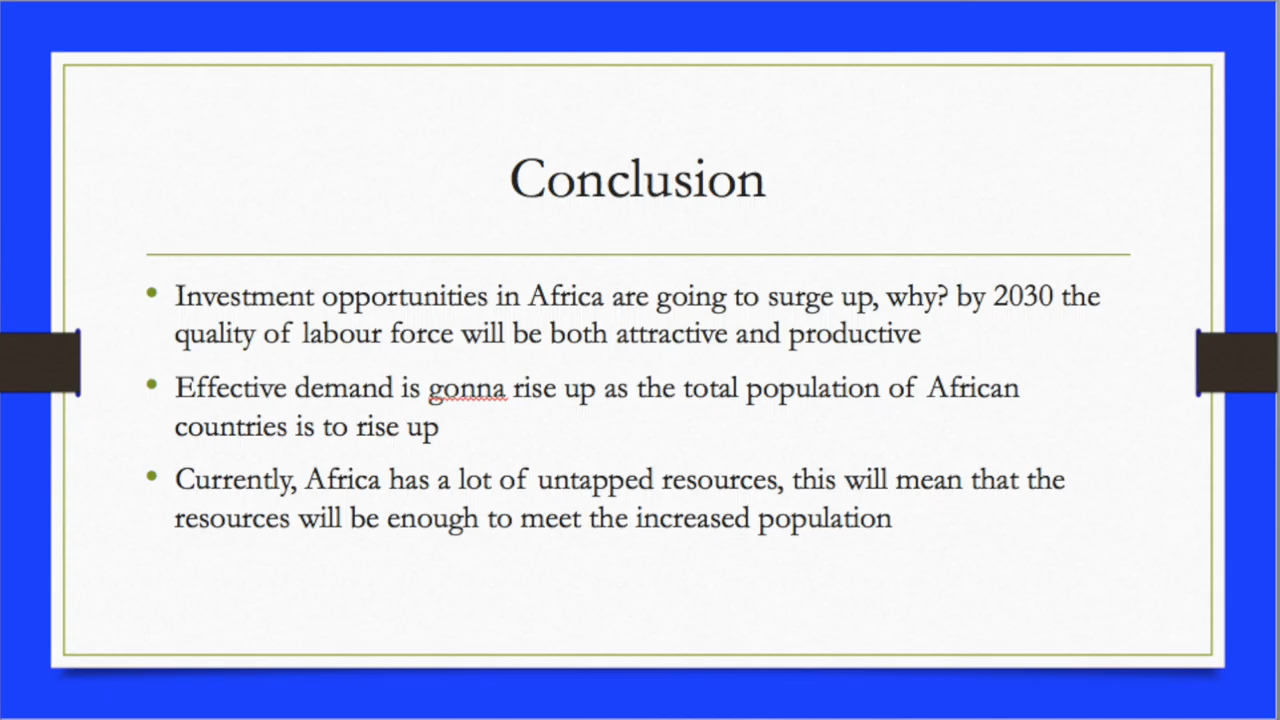 Conclusion
• Investment opportunities in Africa are going to surge up, why? by 2030 the
quality of labour force will be both attractive and productive
• Effective demand is gonna rise up as the total population of African
countries is to rise up
• Currently, Africa has a lot of untapped resources, this will mean that the
resources will be enough to meet the increased population